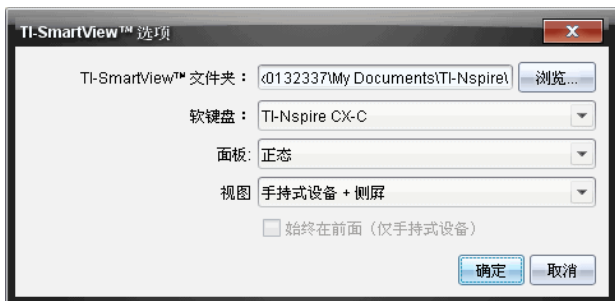 TI-SmartView™ 选项
TI-SmartView™ 文件夹： 0132337\My Documents\TI-Nspire\ 浏览...
软键盘： TI-Nspire CX-C
面板: 正态
视图 手持式设备 + 侧屏
始终在前面（仅手持式设备）
确定 取消